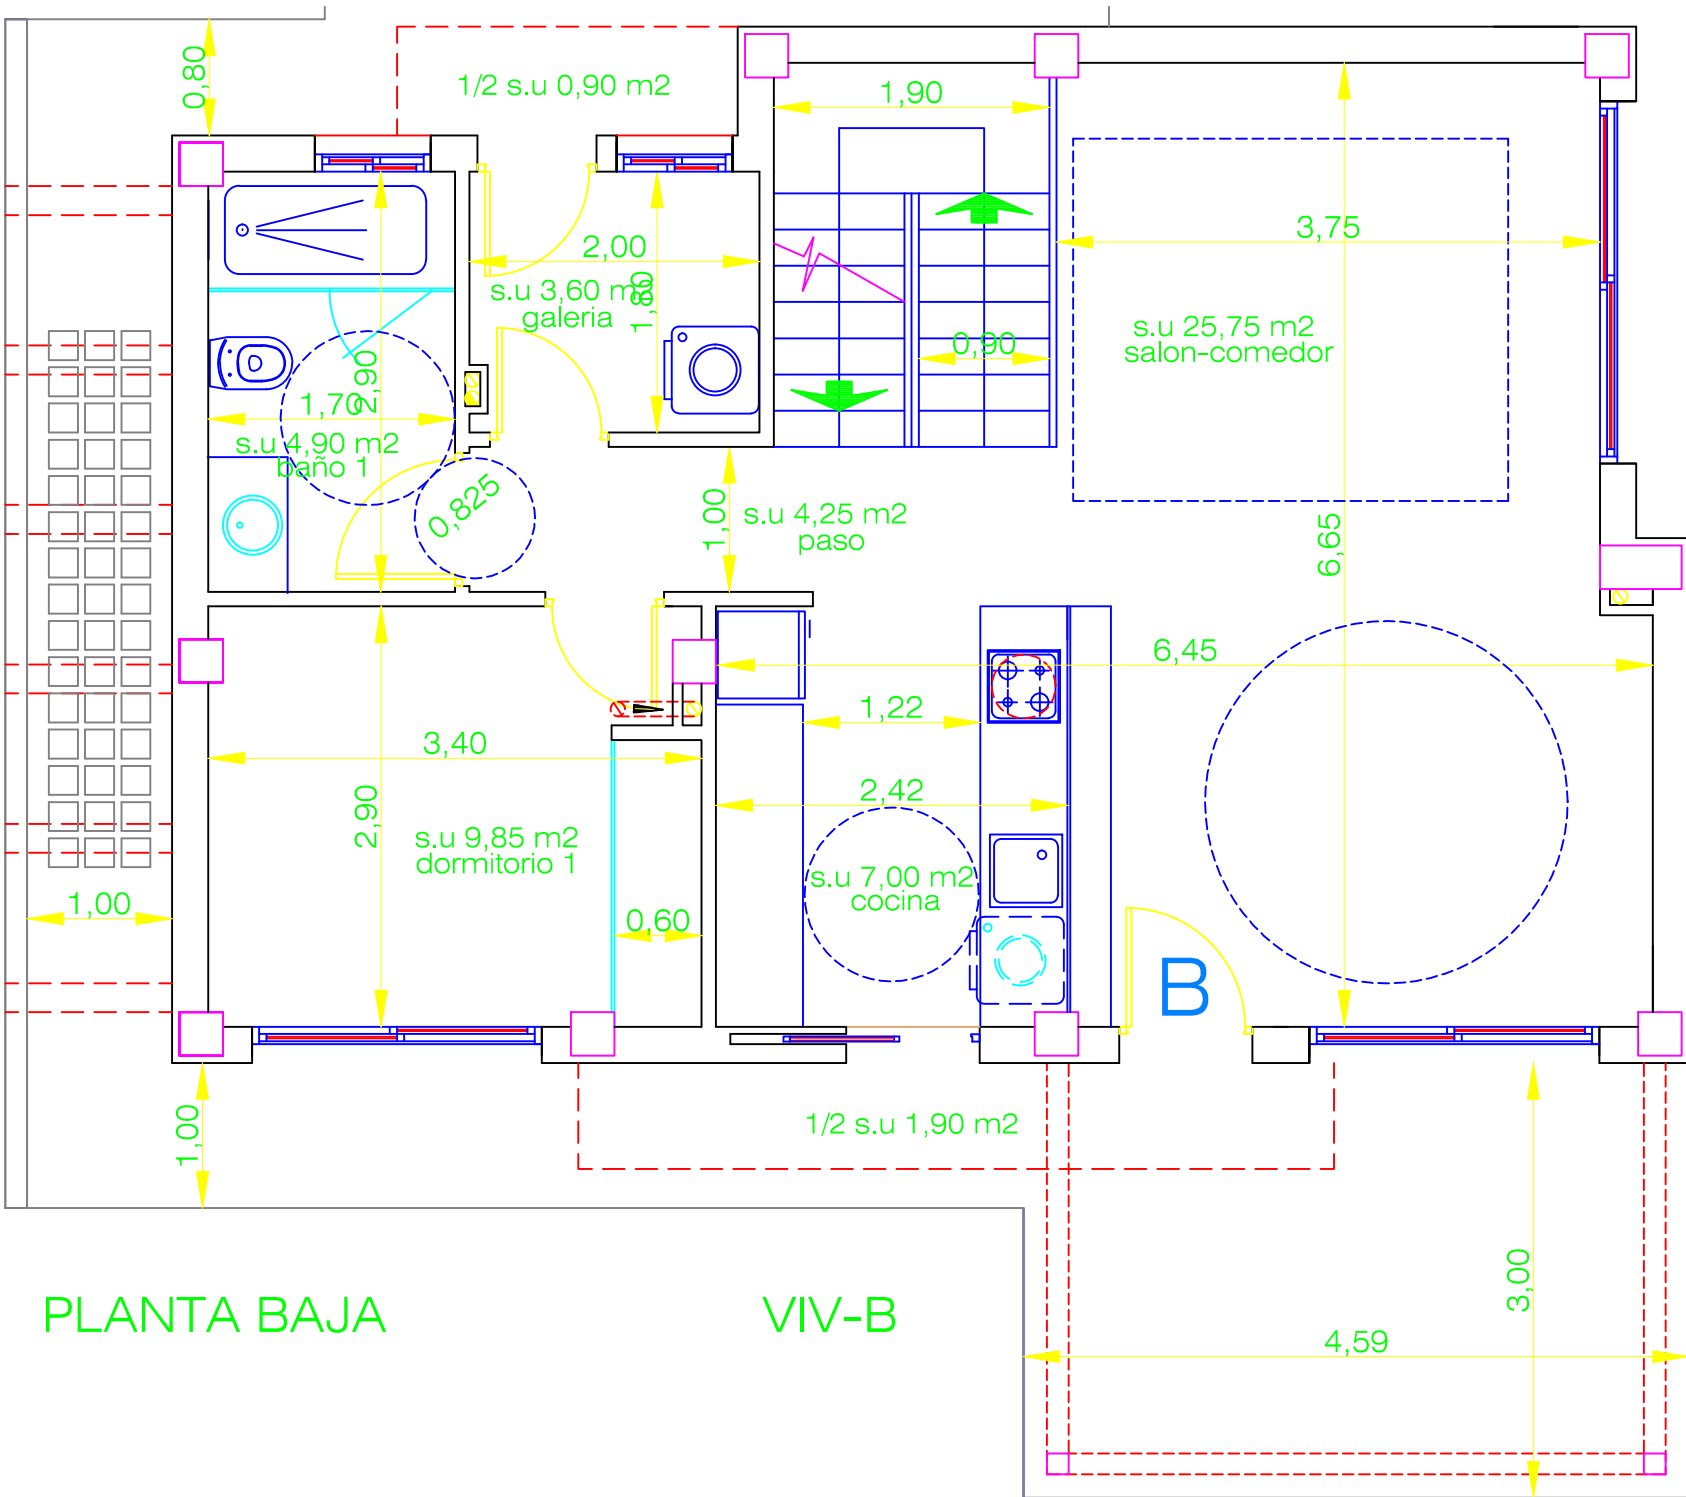 0,80
1/2 s.u 0,90 m2
1,90
2,00
3,75
s.u 3,60 m2
galeria
1,80
s.u 25,75 m2
salon-comedor
0,90
2,90
1,70
s.u 4,90 m2
baño 1
0,825
1,00
s.u 4,25 m2
paso
6,65
6,45
1,22
3,40
2,42
2,90
s.u 9,85 m2
dormitorio 1
s.u 7,00 m2
cocina
1,00
0,60
B
1,00
1/2 s.u 1,90 m2
3,00
PLANTA BAJA
VIV-B
4,59